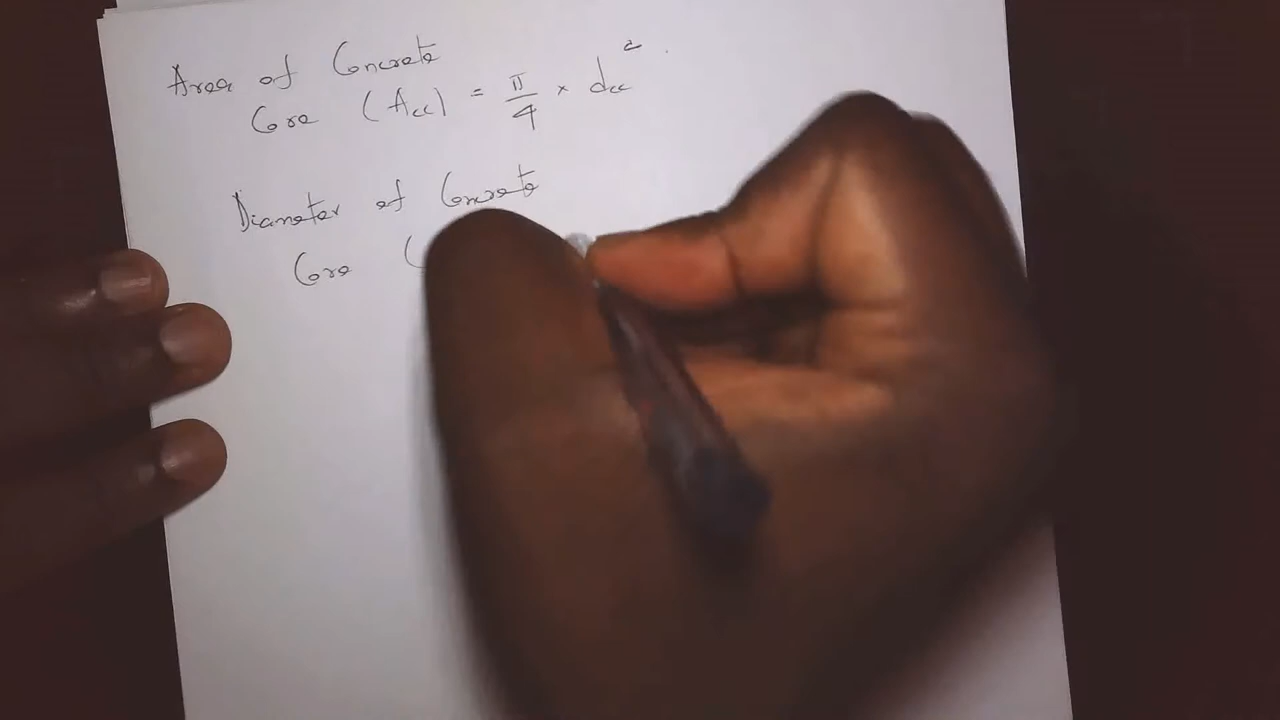 Area of Concrete
Core (Acc) = π/4 × dcc²
Diameter of Concrete
Core (